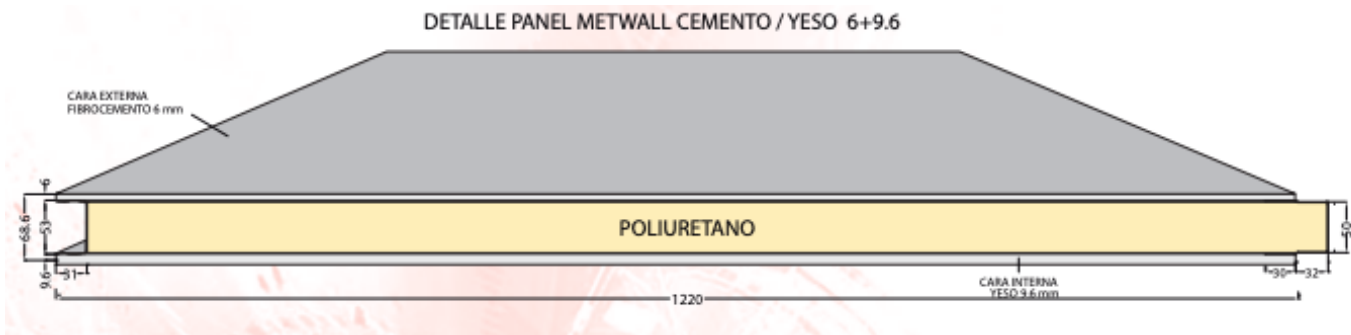 DETALLE PANEL METWALL CEMENTO / YESO 6+9.6
CARA EXTERNA
FIBROCEMENTO 6 mm
6
68.6
53
POLIURETANO
50
9.6
31
CARA INTERNA
YESO 9.6 mm
30
32
1220